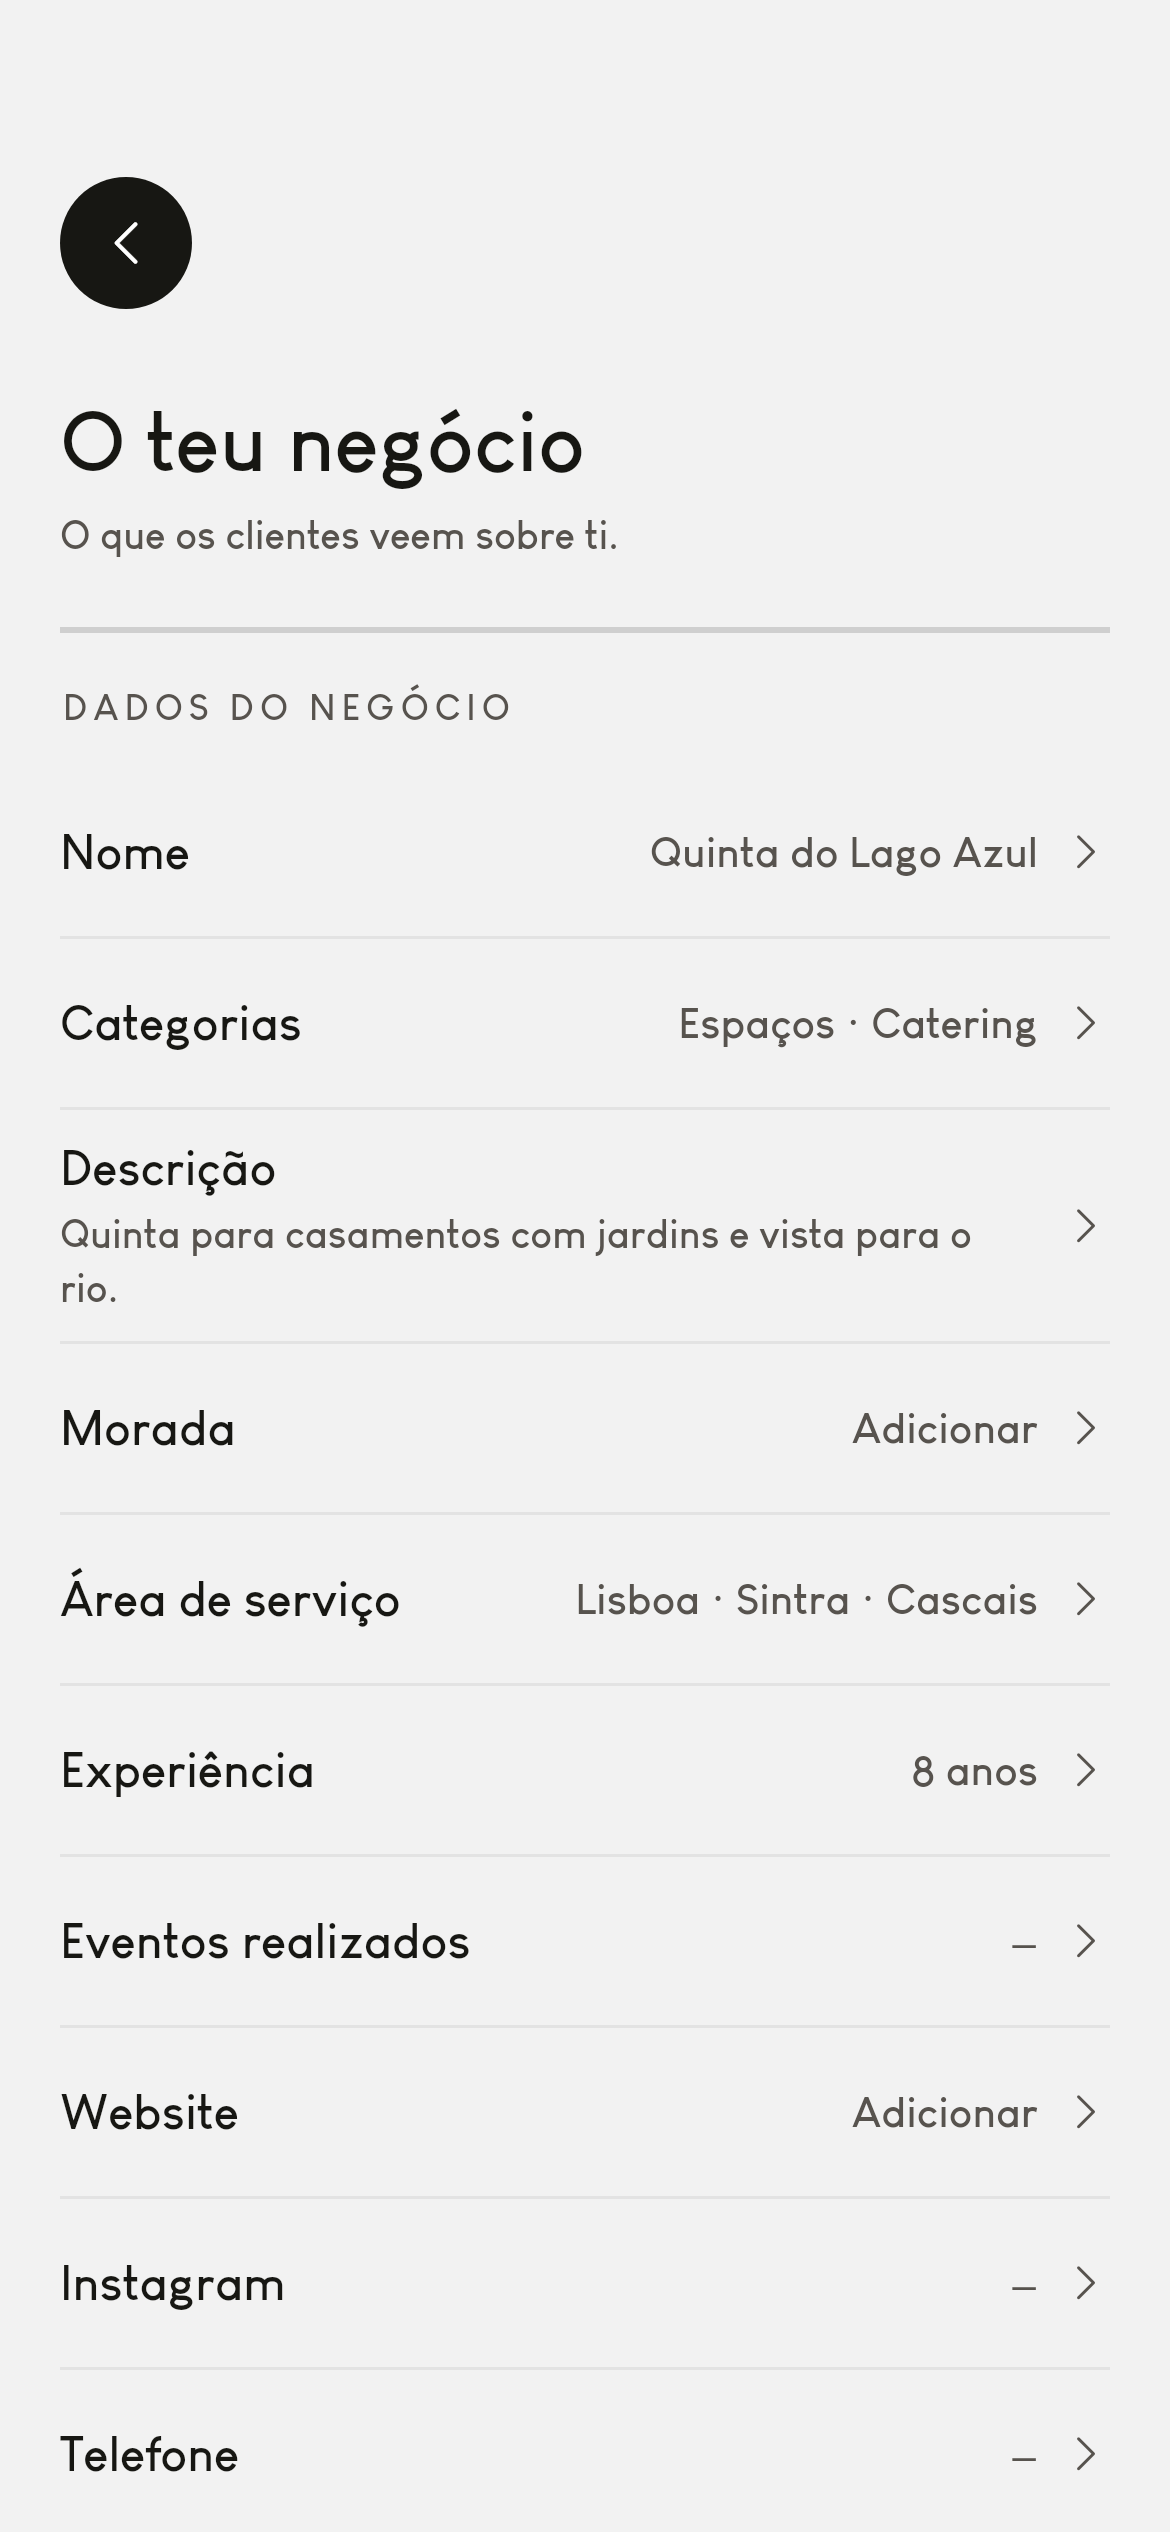 O teu negócio
O que os clientes veem sobre ti.
DADOS DO NEGÓCIO
Nome
Quinta do Lago Azul
Categorias
Espaços · Catering
Descrição
Quinta para casamentos com jardins e vista para o
rio.
Morada
Adicionar
Área de serviço
Lisboa · Sintra · Cascais
Experiência
8 anos
Eventos realizados
–
Website
Adicionar
Instagram
–
Telefone
–